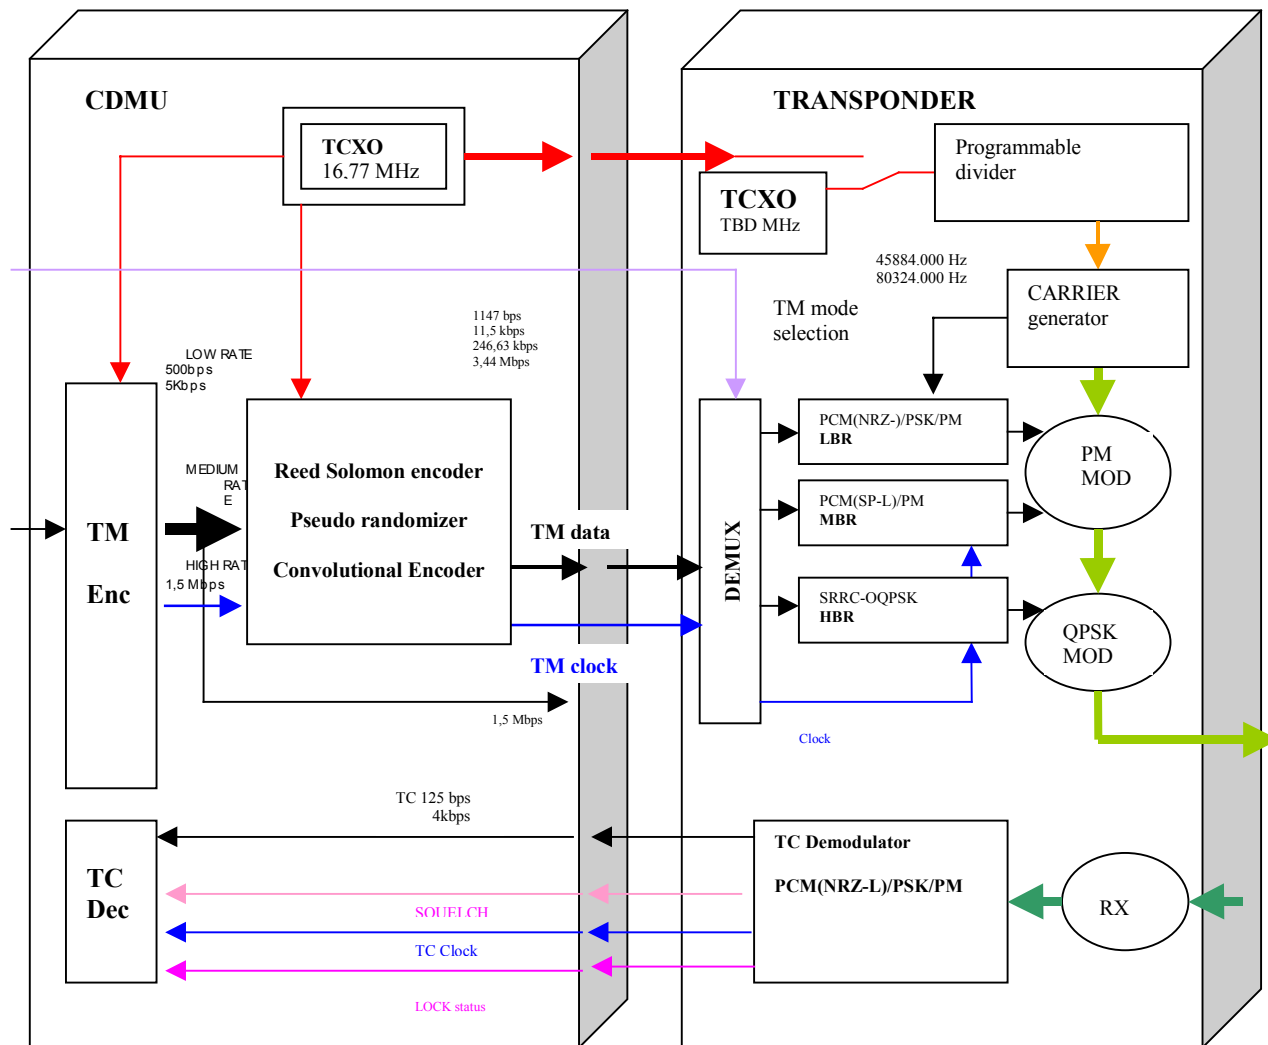 CDMU
TRANSPONDER
TCXO
16,77 MHz
Programmable
divider
TCXO
TBD MHz
45884.000 Hz
80324.000 Hz
CARRIER
generator
TM mode
selection
1147 bps
11,5 kbps
246,63 kbps
3,44 Mbps
LOW RATE
500bps
5Kbps
PCM(NRZ-)/PSK/PM
LBR
PM
MOD
Reed Solomon encoder
MEDIUM
RAT
E
PCM(SP-L)/PM
MBR
Pseudo randomizer
TM
Enc
TM data
DEMUX
HIGH RAT
1,5 Mbps
Convolutional Encoder
SRRC-OQPSK
HBR
QPSK
MOD
TM clock
1,5 Mbps
Clock
TC 125 bps
4kbps
TC Demodulator
PCM(NRZ-L)/PSK/PM
TC
Dec
RX
SQUELCH
TC Clock
LOCK status